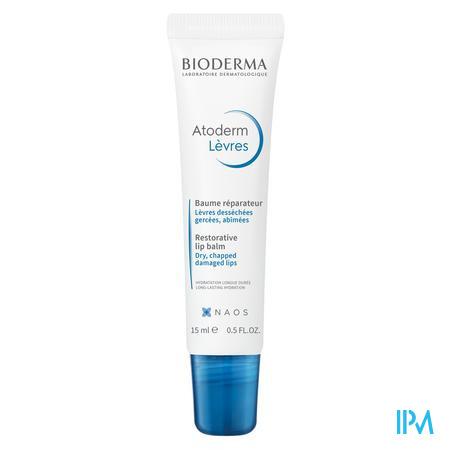 BIODERMA
LABORATOIRE DERMATOLOGIQUE
Atoderm
Lèvres
Baume réparateur
Lèvres desséchées
gercées, abîmées
Restorative
lip balm
Dry, chapped
damaged lips
HYDRATATION LONGUE DURÉE
LONG-LASTING HYDRATION
NAOS
15 ml ℮ 0.5 FL.OZ.
IPM